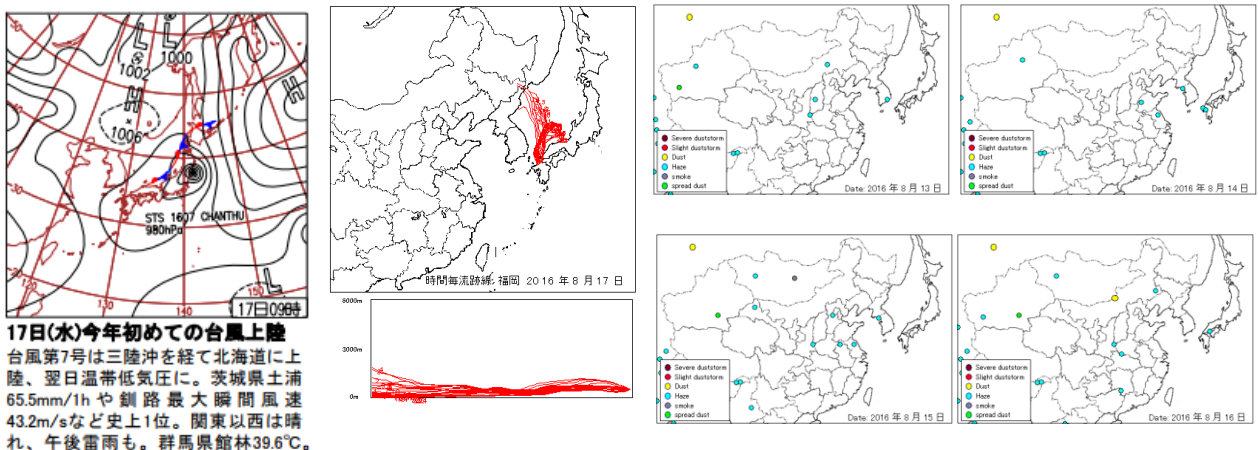 L
L
1000
1002
H
1006
H
STS 1607 CHANTHU
980hPa
L
130
140
150
17日09時
17日(水)今年初めての台風上陸
台風第7号は三陸沖を経て北海道に上
陸、翌日温帯低気圧に。茨城県土浦
65.5mm/1hや釧路最大瞬間風速
43.2m/sなど史上1位。関東以西は晴
れ、午後雷雨も。群馬県館林39.6℃。
時間毎流跡線: 福岡 2016 年 8 月 17 日
3000m
0m
Severe duststorm
Slight duststorm
Dust
Haze
smoke
spread dust
Date: 2016 年 8 月 13 日
Severe duststorm
Slight duststorm
Dust
Haze
smoke
spread dust
Date: 2016 年 8 月 14 日
Severe duststorm
Slight duststorm
Dust
Haze
smoke
spread dust
Date: 2016 年 8 月 15 日
Severe duststorm
Slight duststorm
Dust
Haze
smoke
spread dust
Date: 2016 年 8 月 16 日